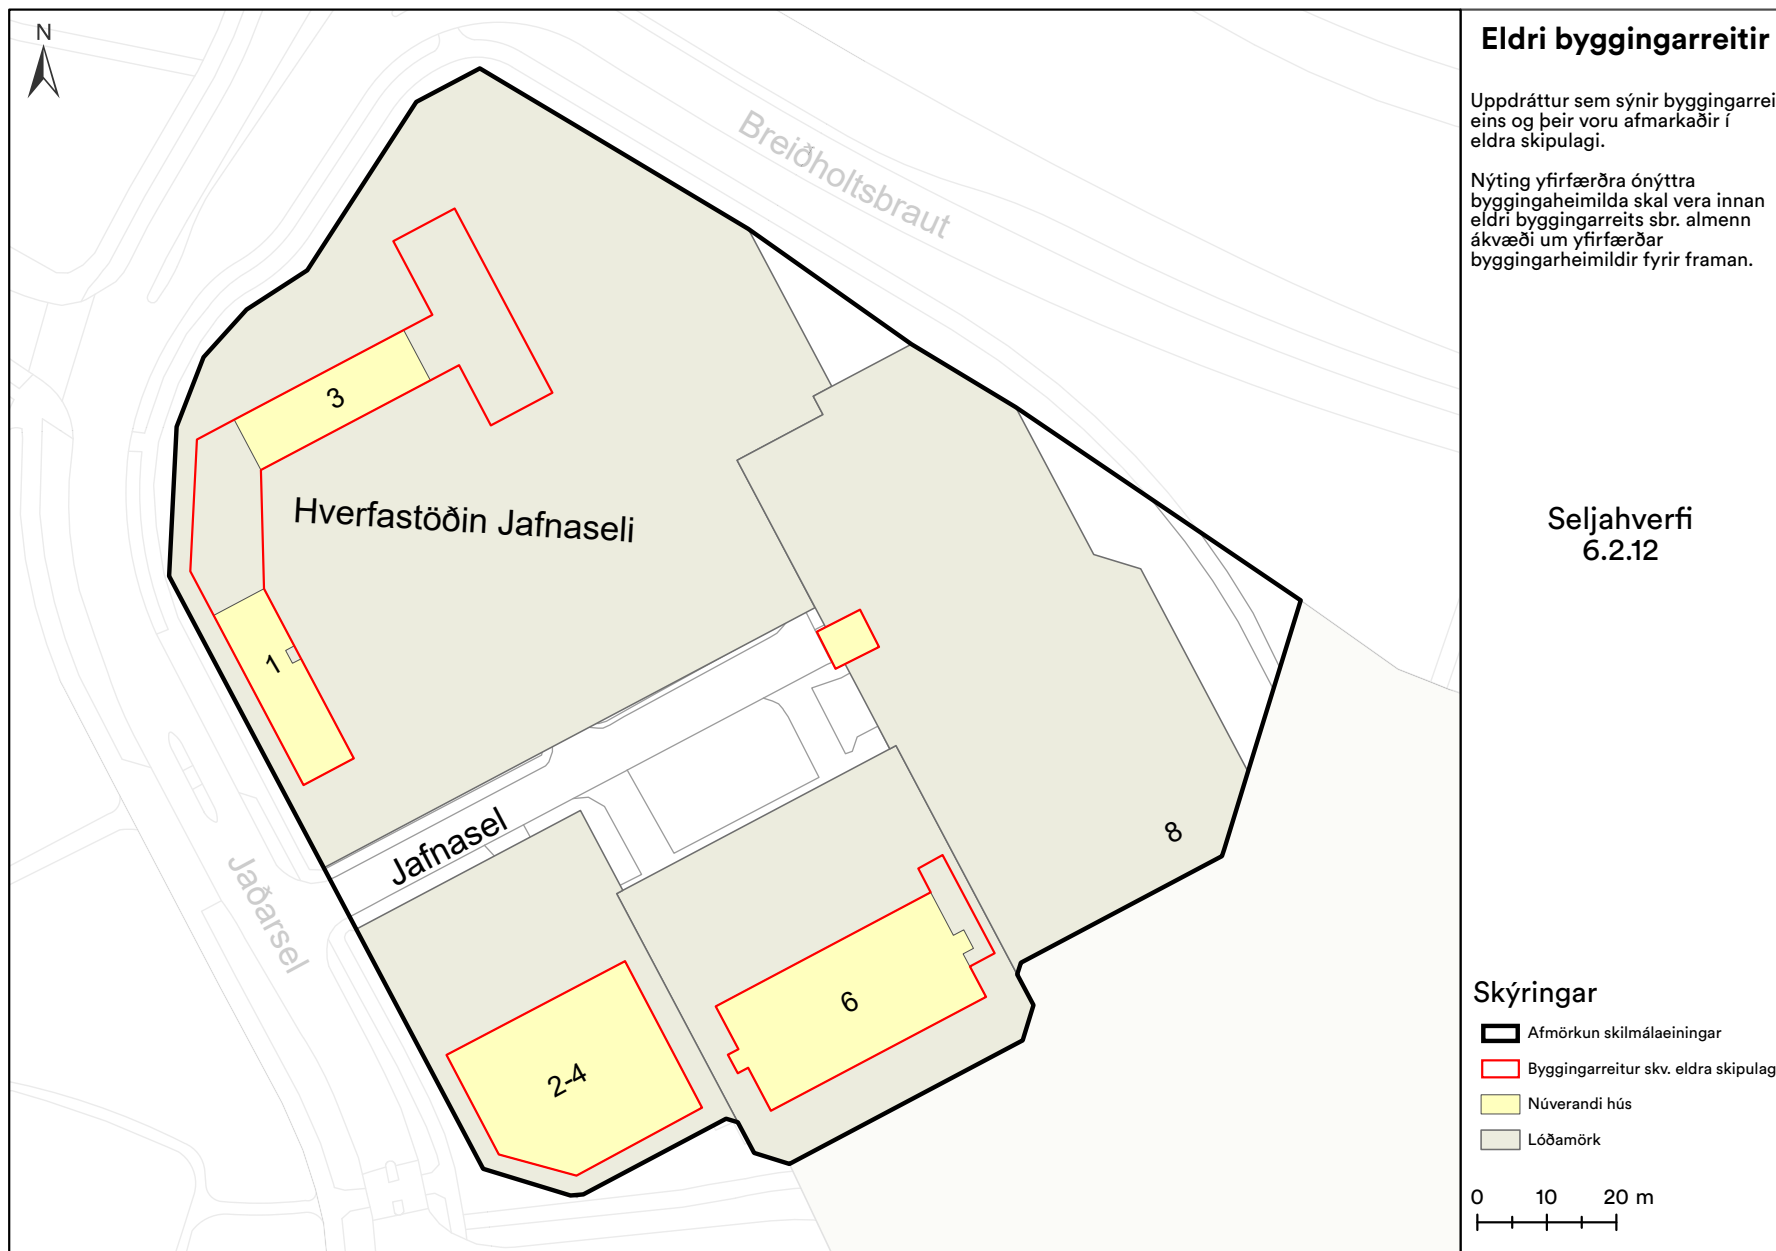 N
Breiðholtsbraut
3
Hverfastöðin Jafnaseli
1
Jafnasel
Jaðarsel
8
6
2-4
Eldri byggingarreitir
Uppdráttur sem sýnir byggingarrei
eins og þeir voru afmarkaðir í
eldra skipulagi.
Nýting yfirfærðra ónýttra
byggingaheimilda skal vera innan
eldri byggingarreits sbr. almenn
ákvæði um yfirfærðar
byggingarheimildir fyrir framan.
Seljahverfi
6.2.12
Skýringar
Afmörkun skilmálaeiningar
Byggingarreitur skv. eldra skipulag
Núverandi hús
Lóðamörk
0 10 20 m